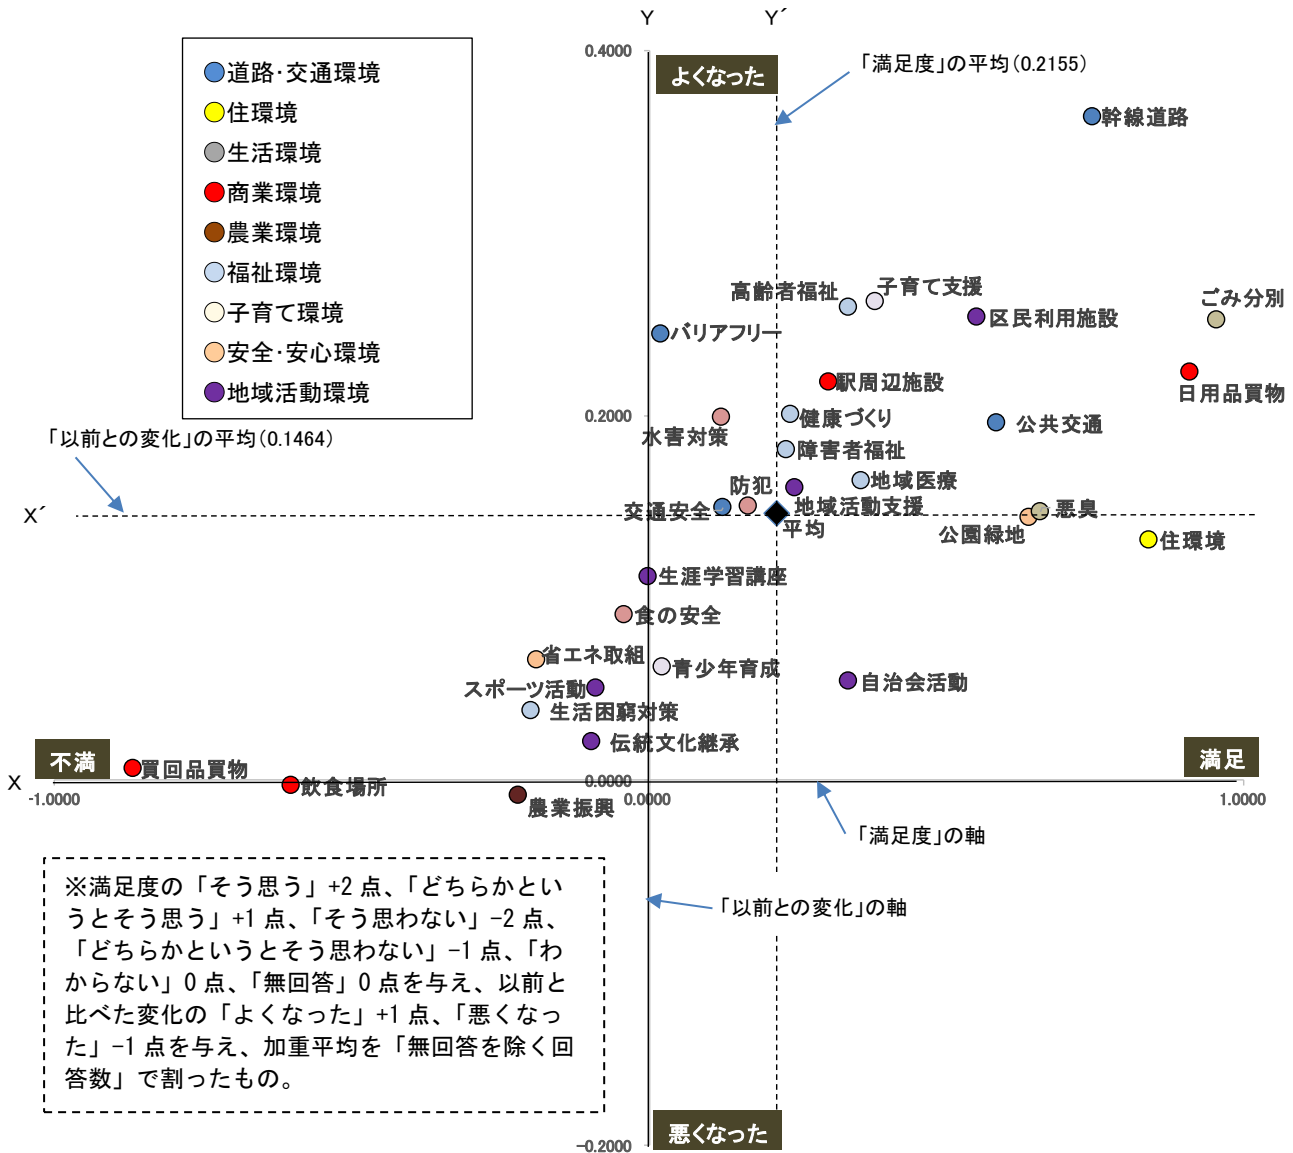 Y
Y´
0.4000
よくなった
「満足度」の平均(0.2155)
道路・交通環境
住環境
生活環境
商業環境
農業環境
福祉環境
子育て環境
安全・安心環境
地域活動環境
幹線道路
高齢者福祉
子育て支援
区民利用施設
ごみ分別
バリアフリー
駅周辺施設
日用品買物
0.2000
健康づくり
水害対策
公共交通
「以前との変化」の平均(0.1464)
障害者福祉
防犯
地域医療
X´
交通安全
地域活動支援
悪臭
平均
公園緑地
住環境
生涯学習講座
食の安全
省エネ取組
青少年育成
スポーツ活動
自治会活動
生活困窮対策
伝統文化継承
不満
満足
買回品買物
X
飲食場所
0.0000
-1.0000
0.0000
1.0000
農業振興
「満足度」の軸
※満足度の「そう思う」+2 点、「どちらかとい
うとそう思う」+1 点、「そう思わない」−2 点、
「どちらかというとそう思わない」−1 点、「わ
からない」0 点、「無回答」0 点を与え、以前と
比べた変化の「よくなった」+1 点、「悪くなっ
た」−1 点を与え、加重平均を「無回答を除く回
答数」で割ったもの。
「以前との変化」の軸
悪くなった
−0.2000